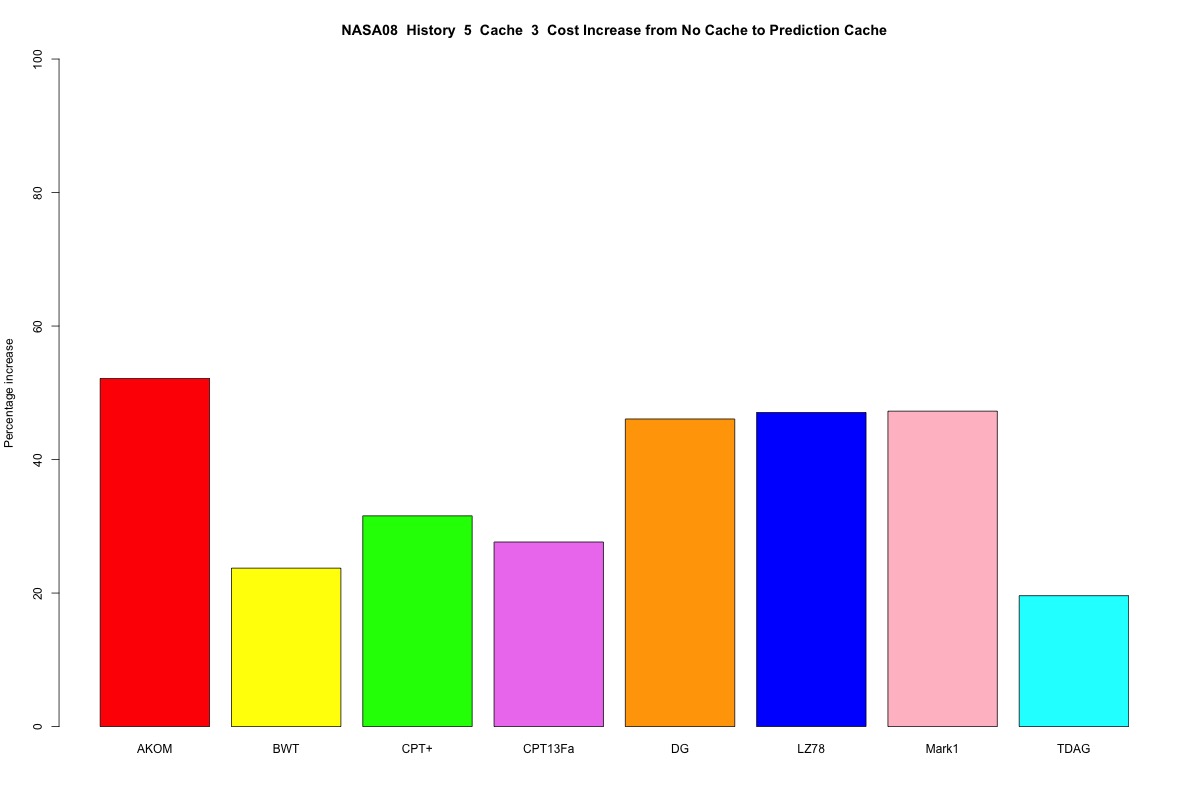 NASA08  History  5  Cache  3  Cost Increase from No Cache to Prediction Cache
Percentage increase
100
80
60
40
20
0
AKOM BWT CPT+ CPT13Fa DG LZ78 Mark1 TDAG